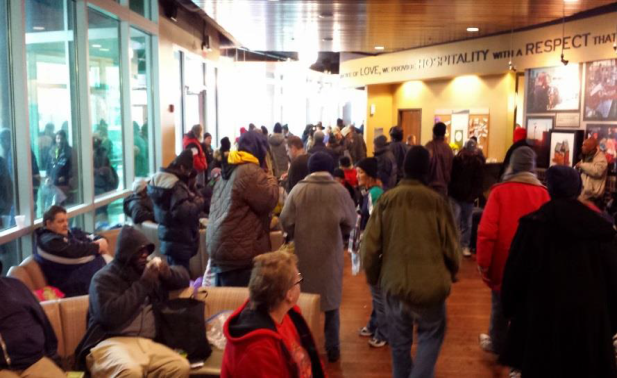 OF LOVE, WE PROVIDE HOSPITALITY WITH A RESPECT THAT